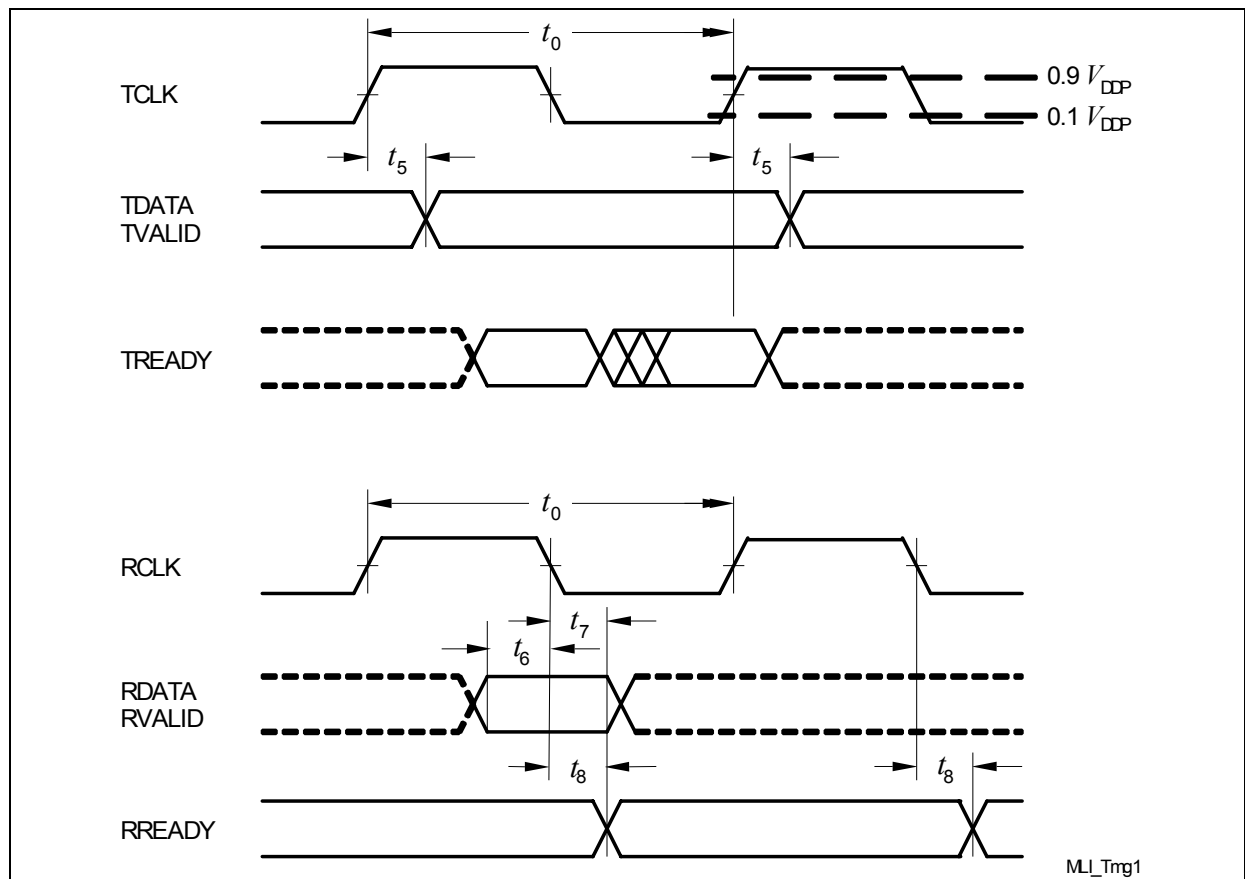 t0
TCLK
0.9 VDDP
0.1 VDDP
t5
t5
TDATA
TVALID
TREADY
t0
RCLK
t7
t6
RDATA
RVALID
t8
t8
RREADY
MLI_Tmg1